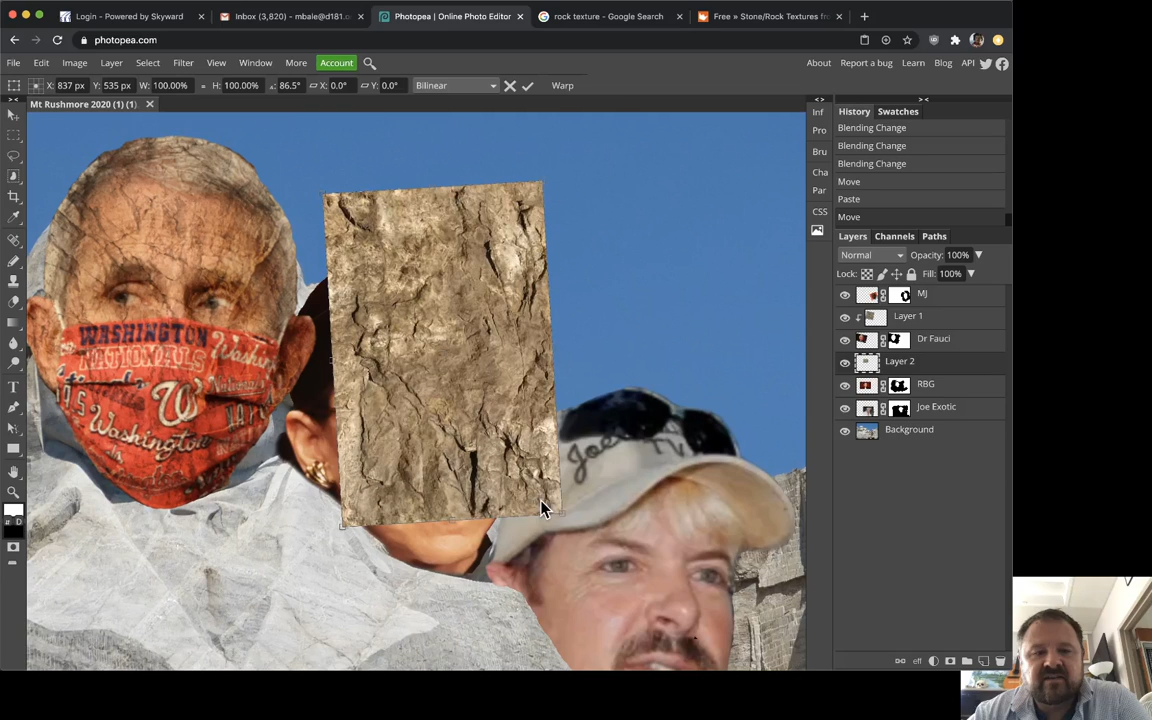 Login - Powered by Skyward
Inbox (3,820) - mbale@d181.or
Photopea | Online Photo Editor
rock texture - Google Search
Free » Stone/Rock Textures fro
photopea.com
File Edit Image Layer Select Filter View Window More Account
About Report a bug Learn Blog API
X: 837 px Y: 535 px W: 100.00% H: 100.00% 86.5° X: 0.0° Y: 0.0° Bilinear Warp
Mt Rushmore 2020 (1) (1)
Inf
Pro
Bru
Cha
Par
CSS
History Swatches
Blending Change
Blending Change
Blending Change
Move
Paste
Move
Layers Channels Paths
Normal Opacity: 100%
Lock: Fill: 100%
MJ
Layer 1
Dr Fauci
Layer 2
RBG
Joe Exotic
Background
eff
WASHINGTON
NATIONALS
Washington
W
Washington
Joe
TV
D